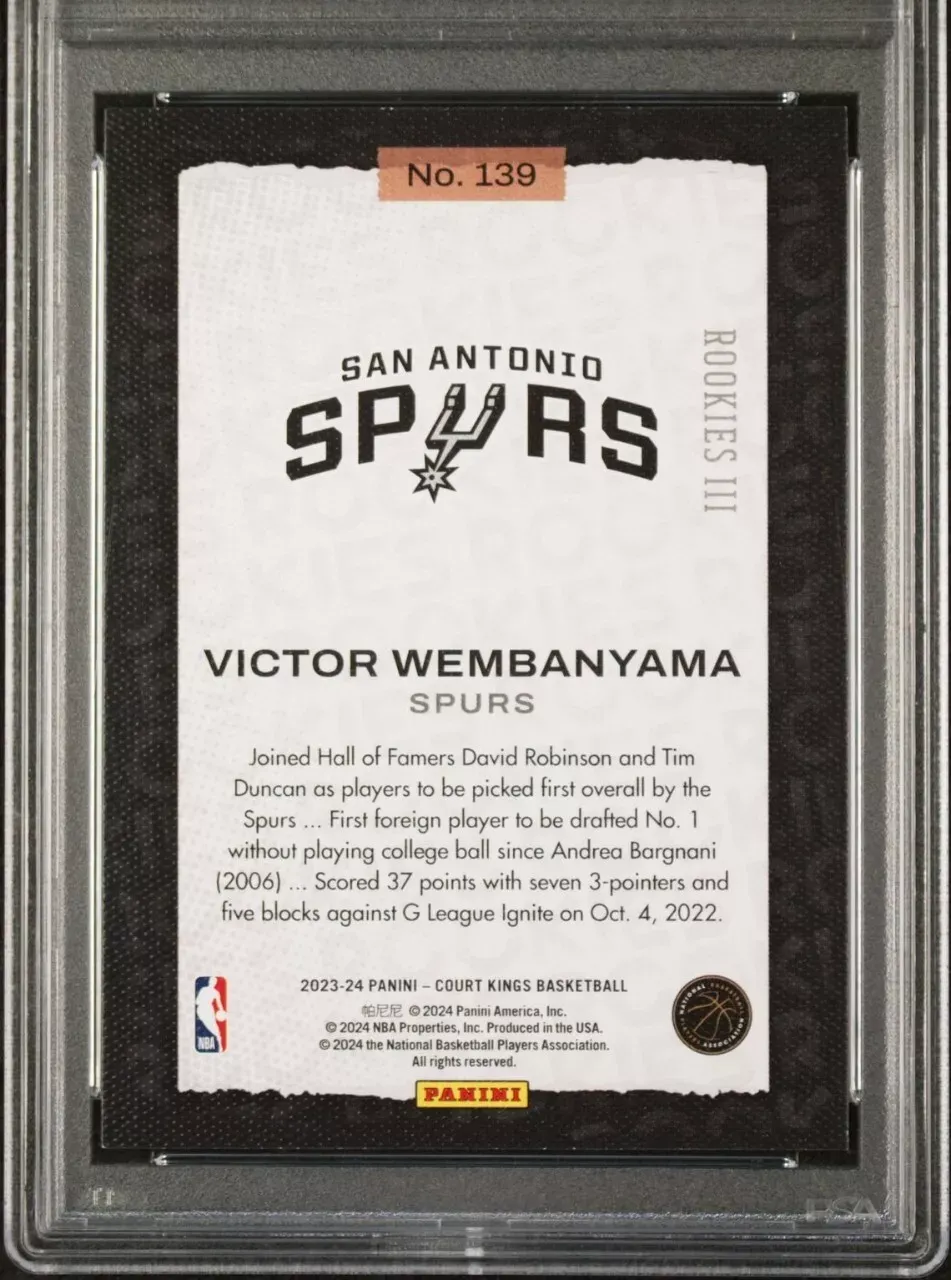 No. 139
SAN ANTONIO
SPURS
ROOKIES III
VICTOR WEMBANYAMA
SPURS
Joined Hall of Famers David Robinson and Tim
Duncan as players to be picked first overall by the
Spurs ... First foreign player to be drafted No. 1
without playing college ball since Andrea Bargnani
(2006) ... Scored 37 points with seven 3-pointers and
five blocks against G League Ignite on Oct. 4, 2022.
2023-24 PANINI – COURT KINGS BASKETBALL
帕尼尼 © 2024 Panini America, Inc.
© 2024 NBA Properties, Inc. Produced in the USA.
© 2024 the National Basketball Players Association.
All rights reserved.
NBA
NATIONAL BASKETBALL
PLAYERS ASSOCIATION
PANINI
PSA